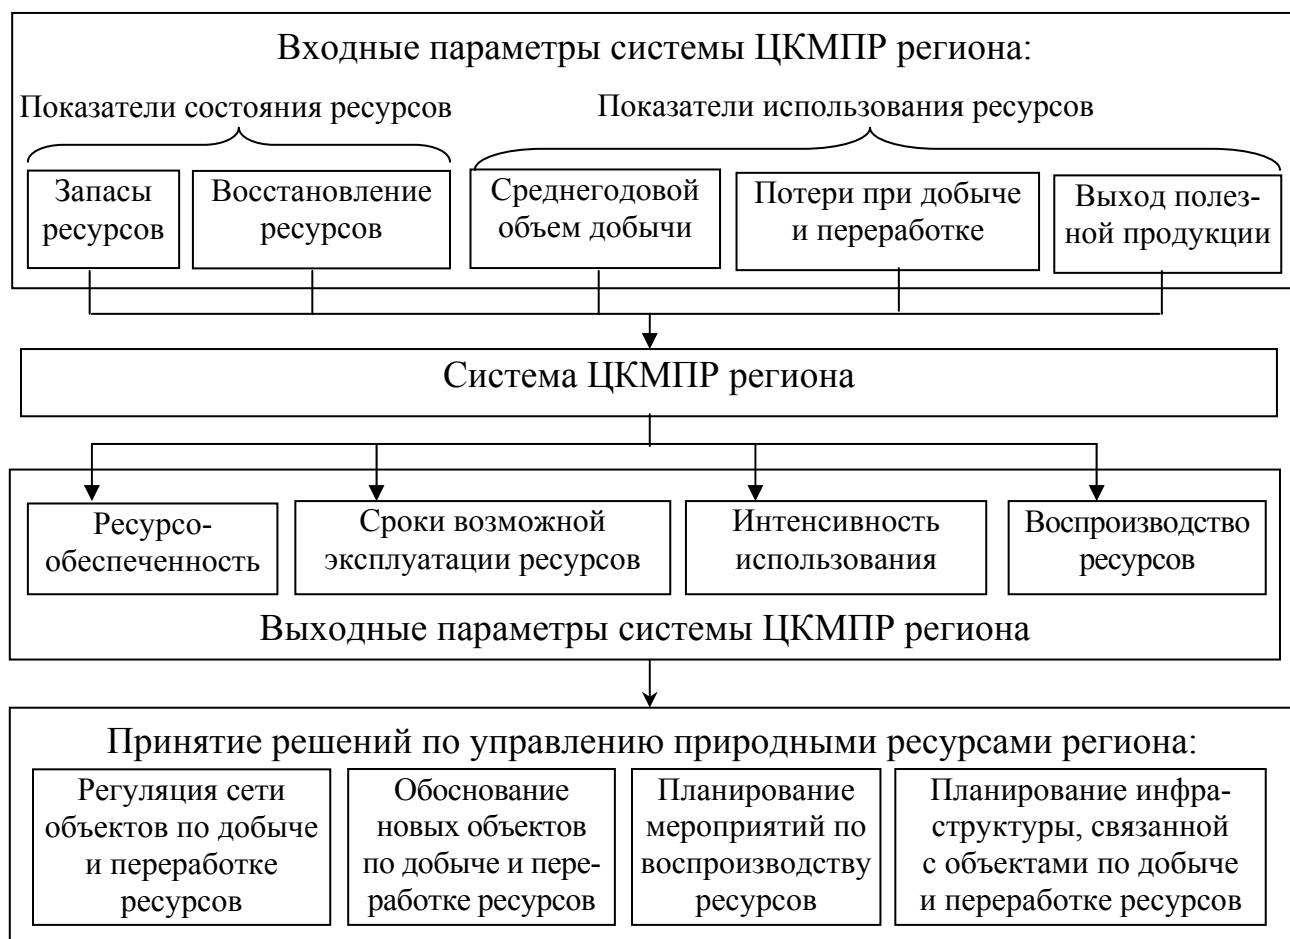 Входные параметры системы ЦКМПР региона:
Показатели состояния ресурсов
Показатели использования ресурсов
Запасы
ресурсов
Восстановление
ресурсов
Среднегодовой
объем добычи
Потери при добыче
и переработке
Выход полез-
ной продукции
Система ЦКМПР региона
Ресурсо-
обеспеченность
Сроки возможной
эксплуатации ресурсов
Интенсивность
использования
Воспроизводство
ресурсов
Выходные параметры системы ЦКМПР региона
Принятие решений по управлению природными ресурсами региона:
Регуляция сети
объектов по добыче
и переработке
ресурсов
Обоснование
новых объектов
по добыче и пере-
работке ресурсов
Планирование
мероприятий по
воспроизводству
ресурсов
Планирование инфра-
структуры, связанной
с объектами по добыче
и переработке ресурсов